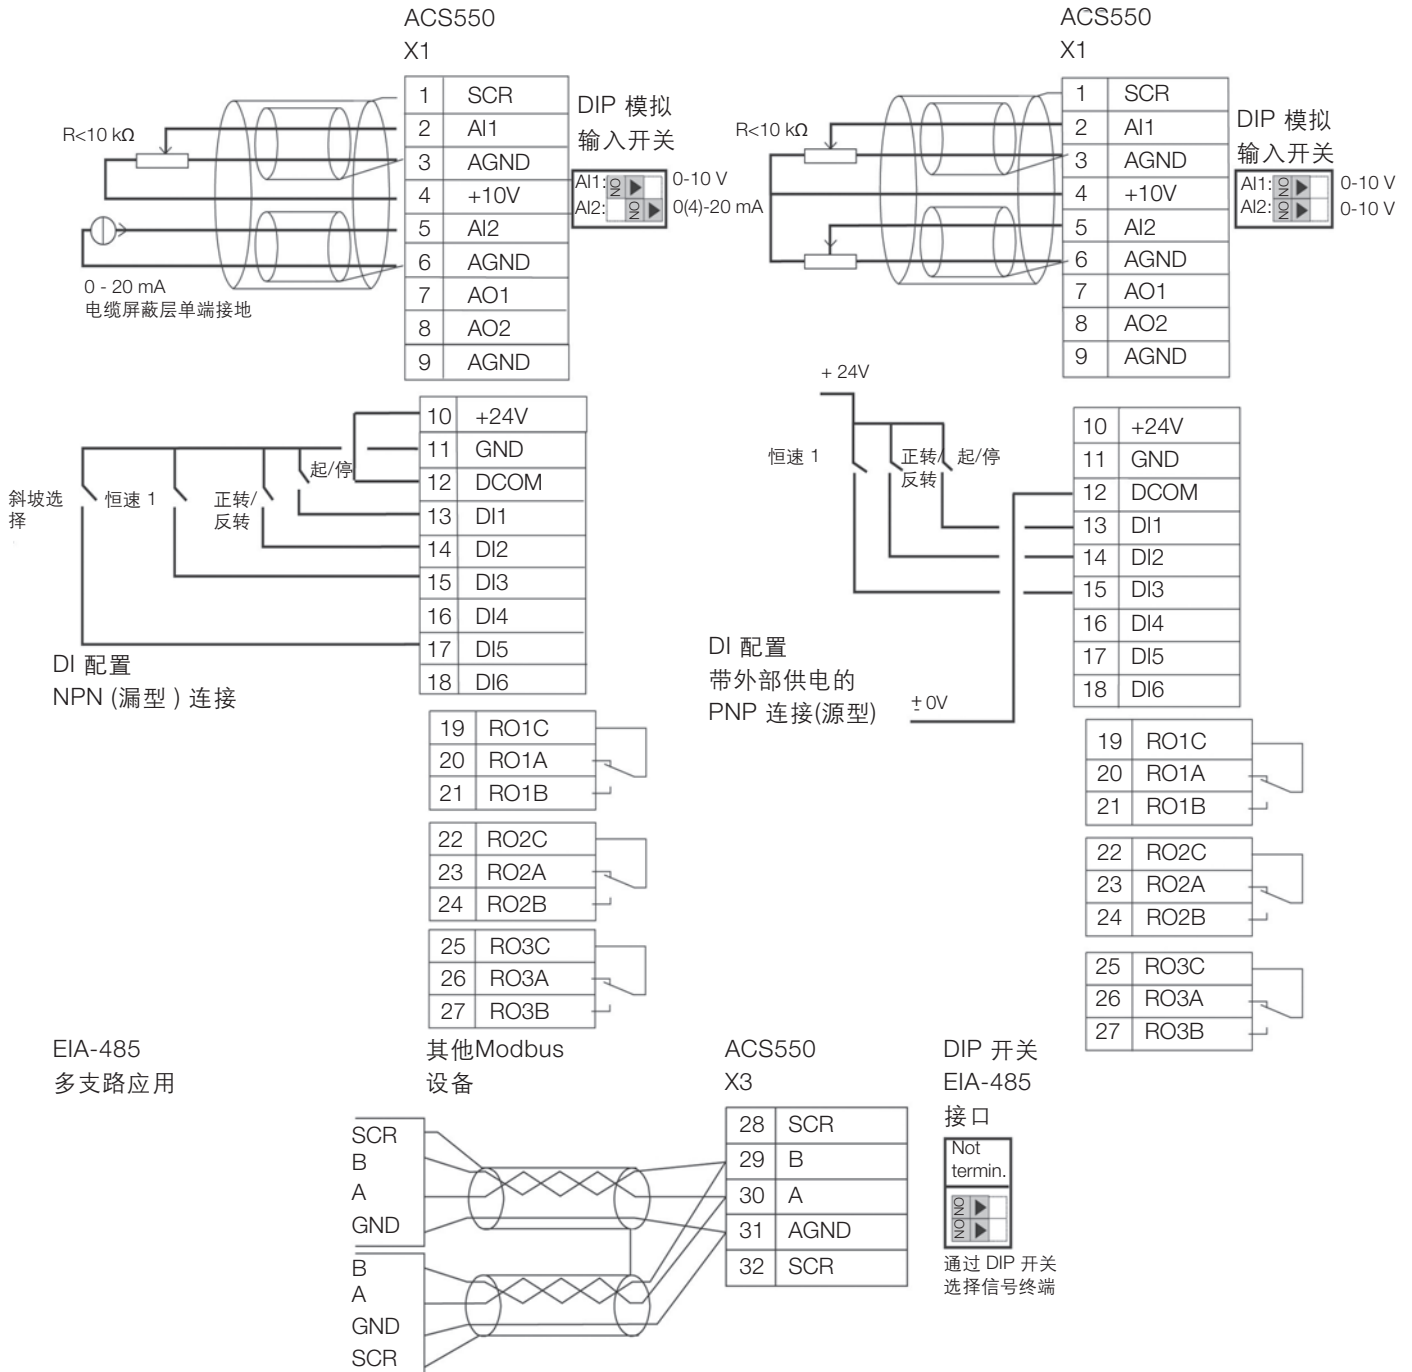 ACS550
X1
1 SCR
2 AI1
3 AGND
4 +10V
5 AI2
6 AGND
7 AO1
8 AO2
9 AGND
R<10 kΩ
0 - 20 mA
电缆屏蔽层单端接地
DIP 模拟
输入开关
AI1: ON 0-10 V
AI2: ON 0(4)-20 mA
10 +24V
11 GND
12 DCOM
13 DI1
14 DI2
15 DI3
16 DI4
17 DI5
18 DI6
斜坡选
择
恒速 1
正转/
反转
起/停
DI 配置
NPN (漏型 ) 连接
19 RO1C
20 RO1A
21 RO1B
22 RO2C
23 RO2A
24 RO2B
25 RO3C
26 RO3A
27 RO3B
ACS550
X1
1 SCR
2 AI1
3 AGND
4 +10V
5 AI2
6 AGND
7 AO1
8 AO2
9 AGND
R<10 kΩ
DIP 模拟
输入开关
AI1: ON 0-10 V
AI2: ON 0-10 V
+ 24V
恒速 1
正转/
反转
起/停
10 +24V
11 GND
12 DCOM
13 DI1
14 DI2
15 DI3
16 DI4
17 DI5
18 DI6
DI 配置
带外部供电的
PNP 连接(源型)
± 0V
19 RO1C
20 RO1A
21 RO1B
22 RO2C
23 RO2A
24 RO2B
25 RO3C
26 RO3A
27 RO3B
EIA-485
多支路应用
其他Modbus
设备
SCR
B
A
GND
B
A
GND
SCR
ACS550
X3
28 SCR
29 B
30 A
31 AGND
32 SCR
DIP 开关
EIA-485
接口
Not
termin.
ON
ON
通过 DIP 开关
选择信号终端